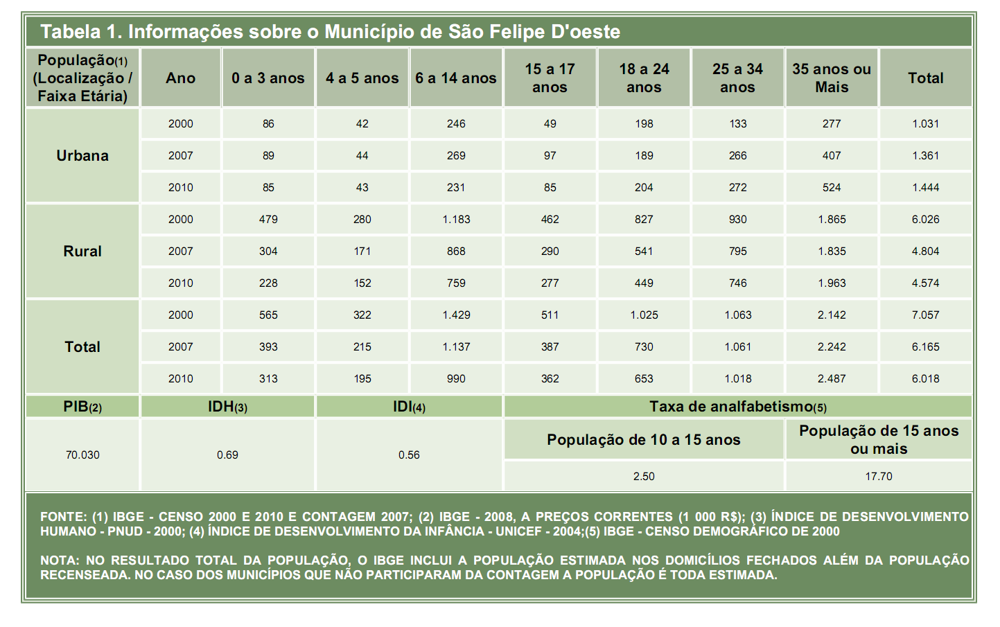 Tabela 1. Informações sobre o Município de São Felipe D'oeste
População(1) (Localização / Faixa Etária) Ano 0 a 3 anos 4 a 5 anos 6 a 14 anos 15 a 17 anos 18 a 24 anos 25 a 34 anos 35 anos ou Mais Total
Urbana 2000 86 42 246 49 198 133 277 1.031
2007 89 44 269 97 189 266 407 1.361
2010 85 43 231 85 204 272 524 1.444
Rural 2000 479 280 1.183 462 827 930 1.865 6.026
2007 304 171 868 290 541 795 1.835 4.804
2010 228 152 759 277 449 746 1.963 4.574
Total 2000 565 322 1.429 511 1.025 1.063 2.142 7.057
2007 393 215 1.137 387 730 1.061 2.242 6.165
2010 313 195 990 362 653 1.018 2.487 6.018
PIB(2) IDH(3) IDI(4) Taxa de analfabetismo(5)
População de 10 a 15 anos População de 15 anos ou mais
70.030 0.69 0.56
2.50 17.70
FONTE: (1) IBGE - CENSO 2000 E 2010 E CONTAGEM 2007; (2) IBGE - 2008, A PREÇOS CORRENTES (1 000 R$); (3) ÍNDICE DE DESENVOLVIMENTO
HUMANO - PNUD - 2000; (4) ÍNDICE DE DESENVOLVIMENTO DA INFÂNCIA - UNICEF - 2004;(5) IBGE - CENSO DEMOGRÁFICO DE 2000
NOTA: NO RESULTADO TOTAL DA POPULAÇÃO, O IBGE INCLUI A POPULAÇÃO ESTIMADA NOS DOMICÍLIOS FECHADOS ALÉM DA POPULAÇÃO
RECENSEADA. NO CASO DOS MUNICÍPIOS QUE NÃO PARTICIPARAM DA CONTAGEM A POPULAÇÃO É TODA ESTIMADA.